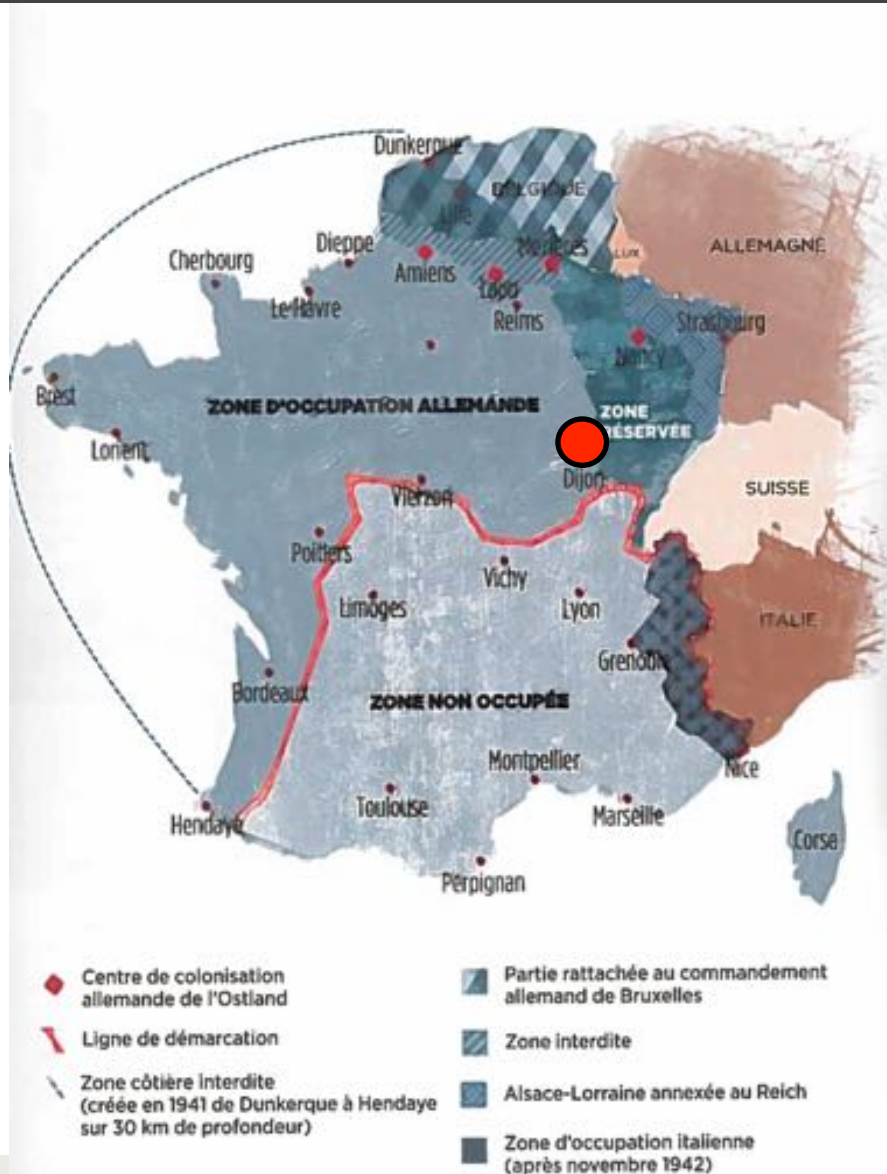 Dunkerque
BELGIQUE
Lille
Dieppe
Mézières
LUX
ALLEMAGNE
Cherbourg
Amiens
Laon
Le Havre
Reims
Strasbourg
Nancy
Brest
ZONE D'OCCUPATION ALLEMANDE
ZONE
RÉSERVÉE
Lorient
Dijon
Vierzon
SUISSE
Poitiers
Vichy
Limoges
Lyon
ITALIE
Grenoble
Bordeaux
ZONE NON OCCUPÉE
Montpellier
Nice
Toulouse
Marseille
Hendaye
Corse
Perpignan
Centre de colonisation
allemande de l'Ostland
Ligne de démarcation
Zone côtière interdite
(créée en 1941 de Dunkerque à Hendaye
sur 30 km de profondeur)
Partie rattachée au commandement
allemand de Bruxelles
Zone interdite
Alsace-Lorraine annexée au Reich
Zone d'occupation italienne
(après novembre 1942)